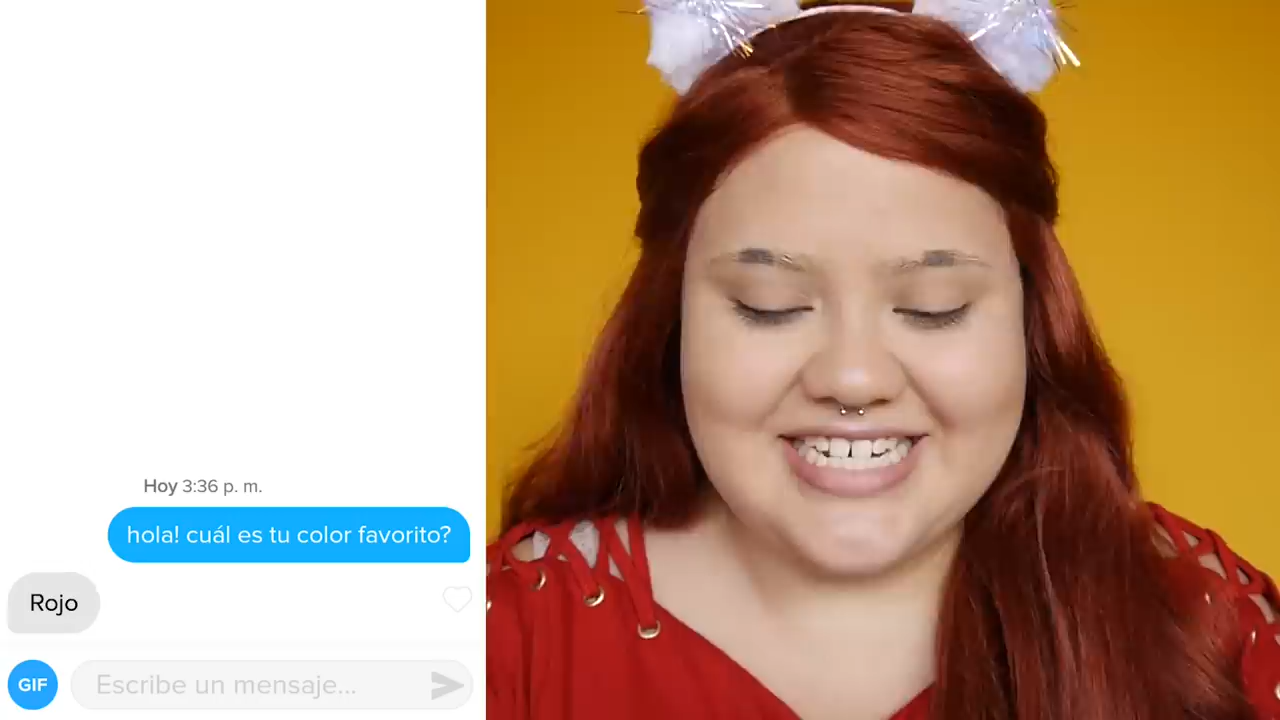 Hoy 3:36 p. m.
hola! cuál es tu color favorito?
Rojo
GIF
Escribe un mensaje...